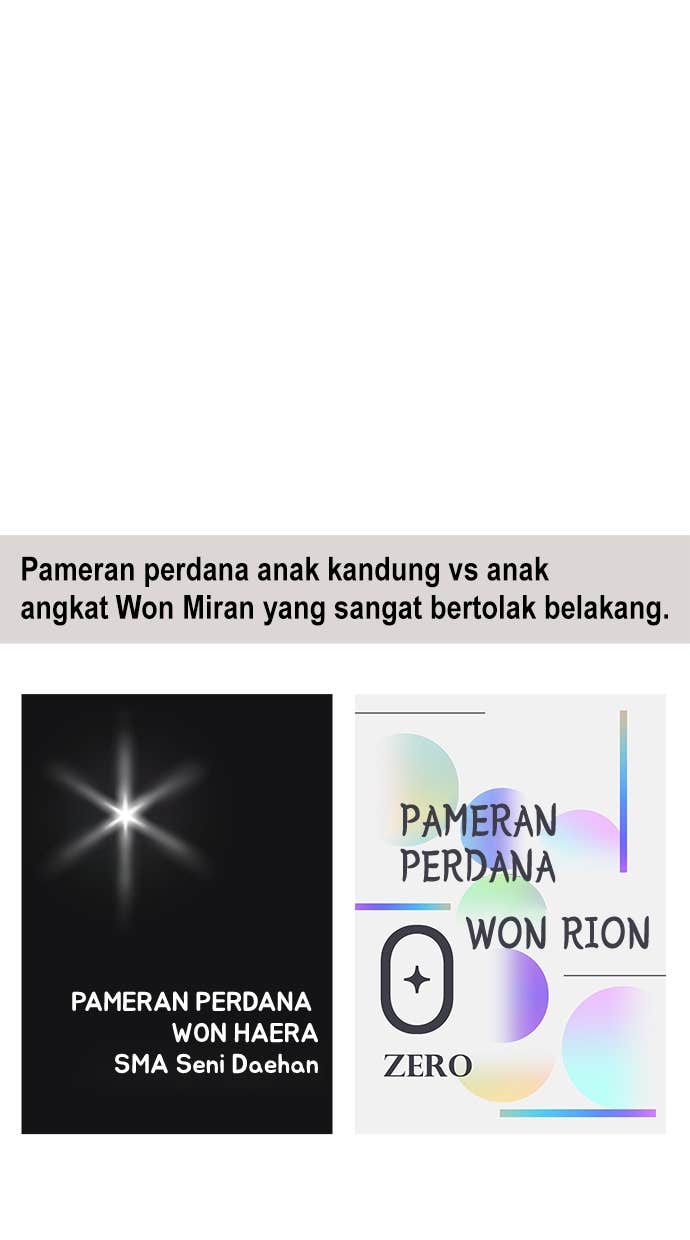 Pameran perdana anak kandung vs anak
angkat Won Miran yang sangat bertolak belakang.
PAMERAN PERDANA
WON HAERA
SMA Seni Daehan
PAMERAN
PERDANA
WON RION
0
ZERO